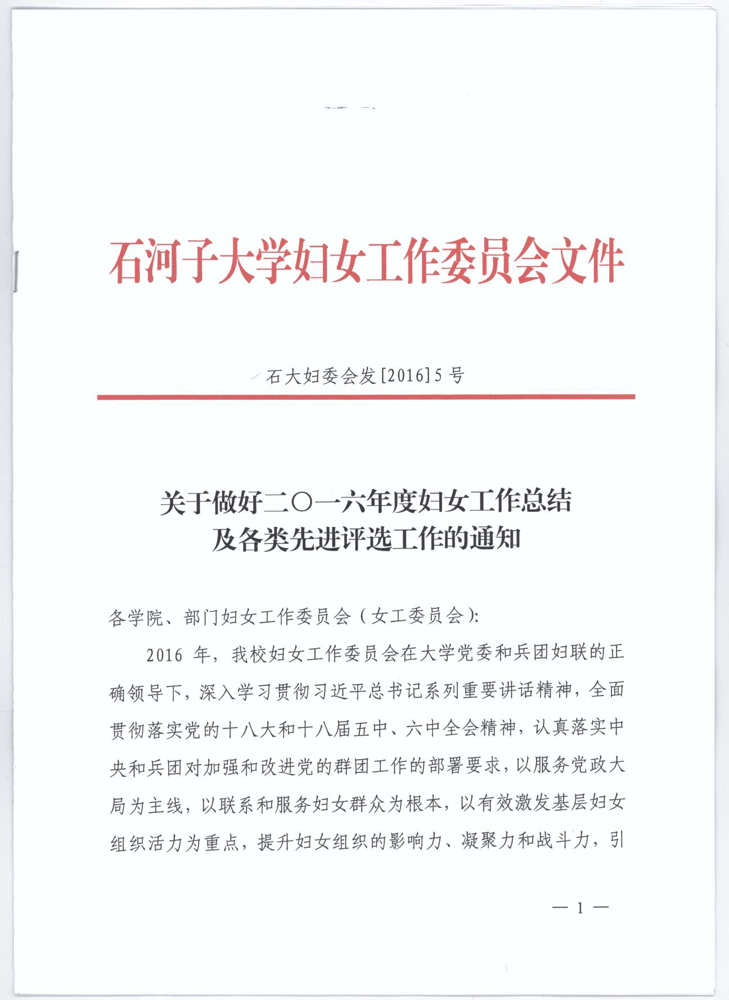 石河子大学妇女工作委员会文件
石大妇委会发[2016]5 号
关于做好二〇一六年度妇女工作总结
及各类先进评选工作的通知
各学院、部门妇女工作委员会（女工委员会）：
2016 年，我校妇女工作委员会在大学党委和兵团妇联的正
确领导下，深入学习贯彻习近平总书记系列重要讲话精神，全面
贯彻落实党的十八大和十八届五中、六中全会精神，认真落实中
央和兵团对加强和改进党的群团工作的部署要求，以服务党政大
局为主线，以联系和服务妇女群众为根本，以有效激发基层妇女
组织活力为重点，提升妇女组织的影响力、凝聚力和战斗力，引
— 1 —